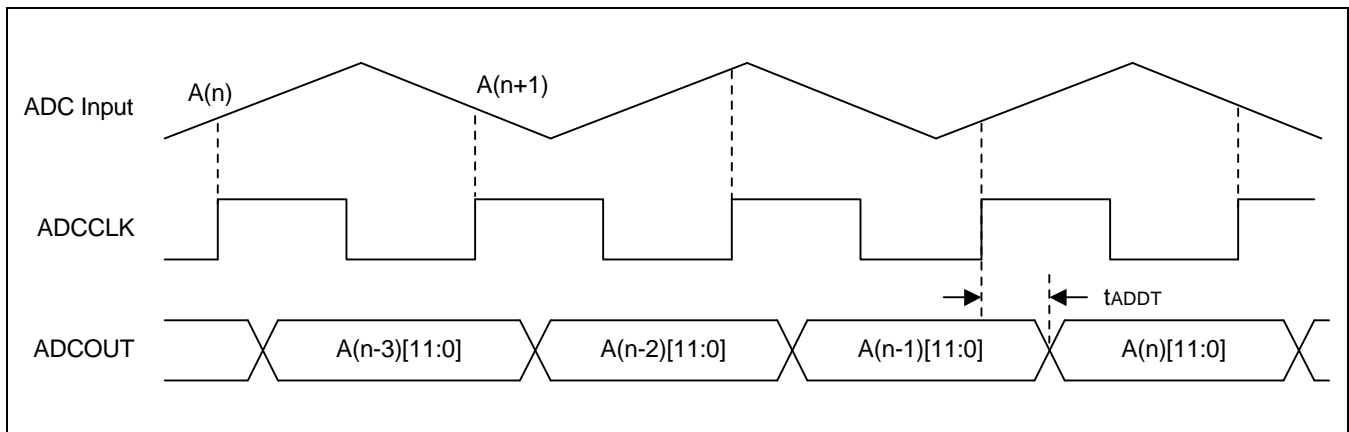 A(n)
A(n+1)
ADC Input
ADCCLK
tADDT
ADCOUT
A(n-3)[11:0]
A(n-2)[11:0]
A(n-1)[11:0]
A(n)[11:0]